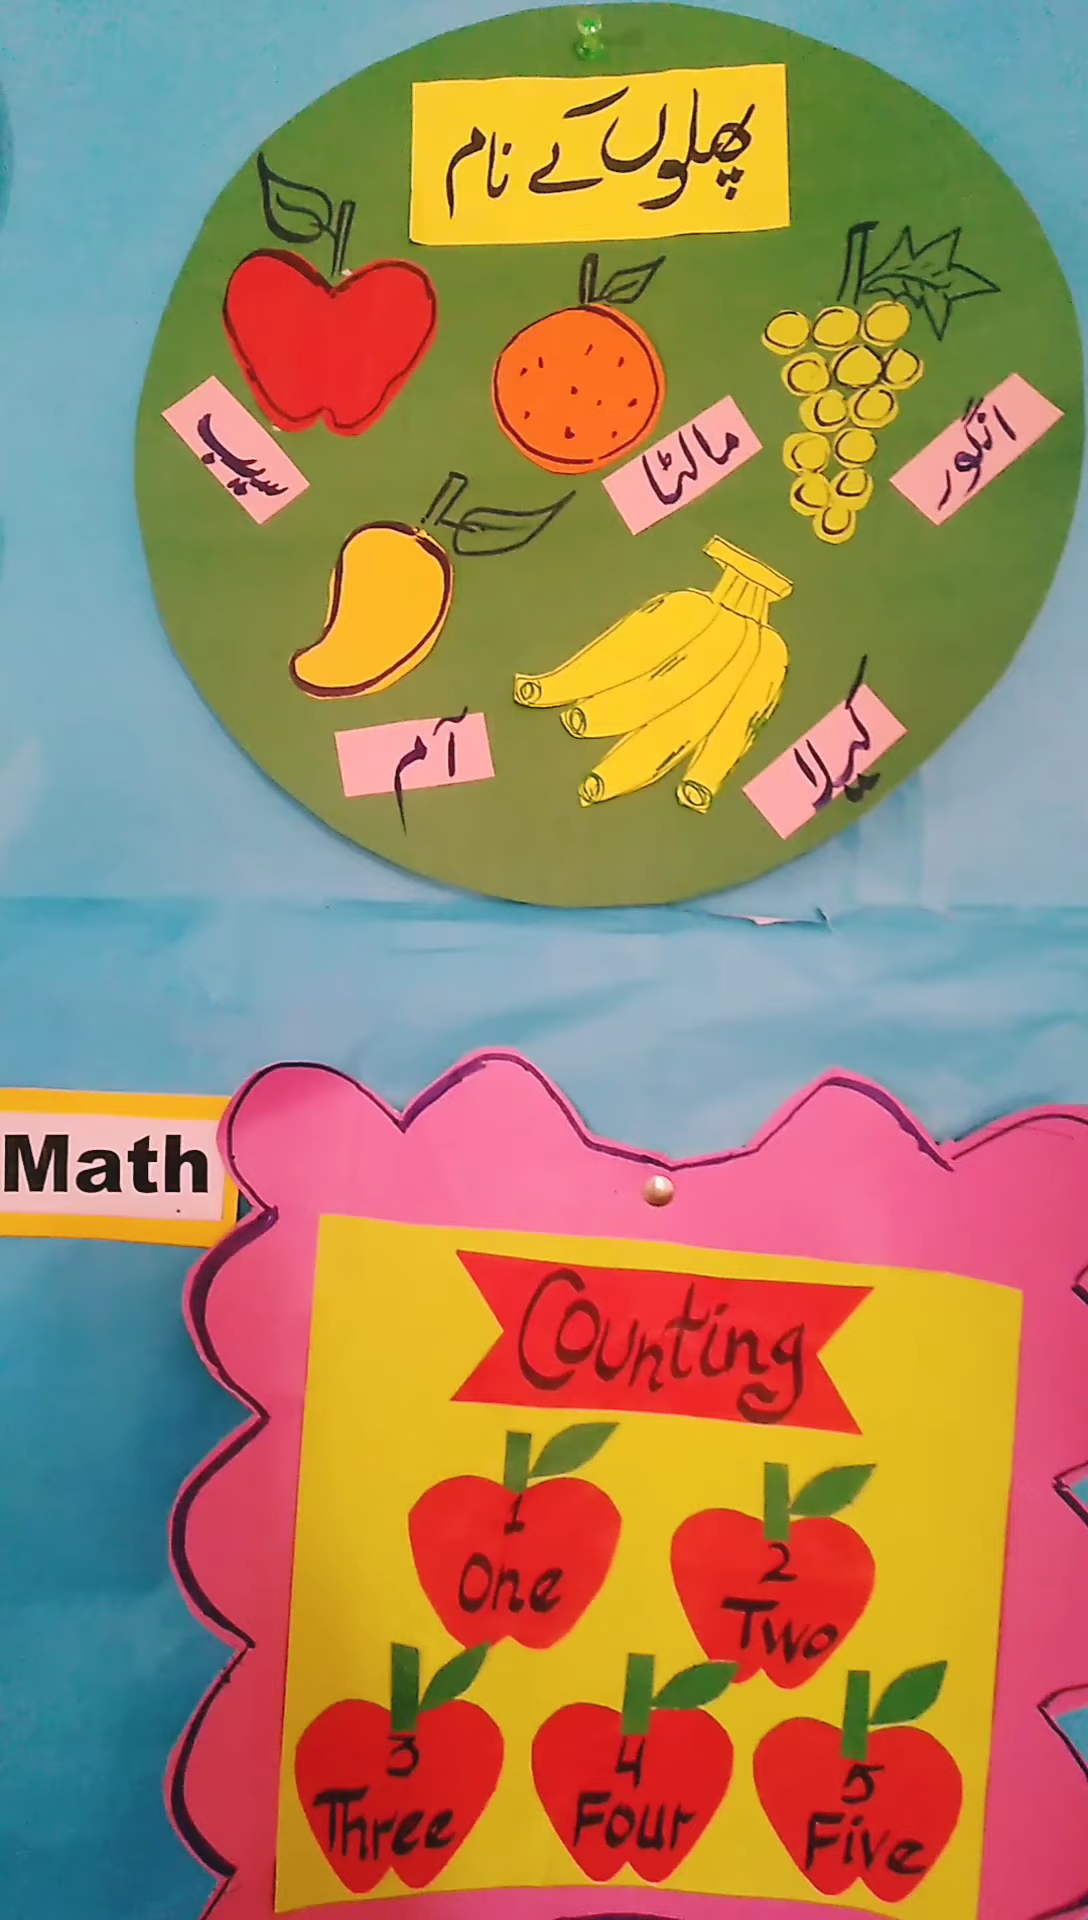 پھلوں کے نام
سیب
مالٹا
انگور
آم
کیلا
Math
Counting
1
One
2
Two
3
Three
4
Four
5
Five